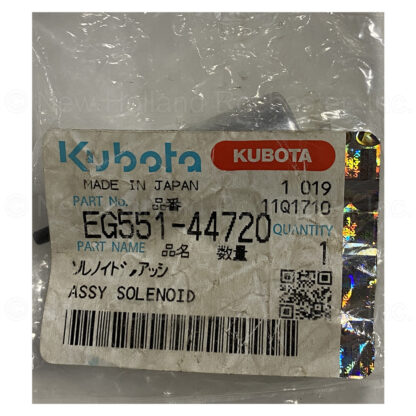 Kubota KUBOTA
MADE IN JAPAN 1 019
PART NO. 品番 11Q1710
EG551-44720 QUANTITY
PART NAME 品名 数量 1
ソレノイド,アッシ
ASSY SOLENOID